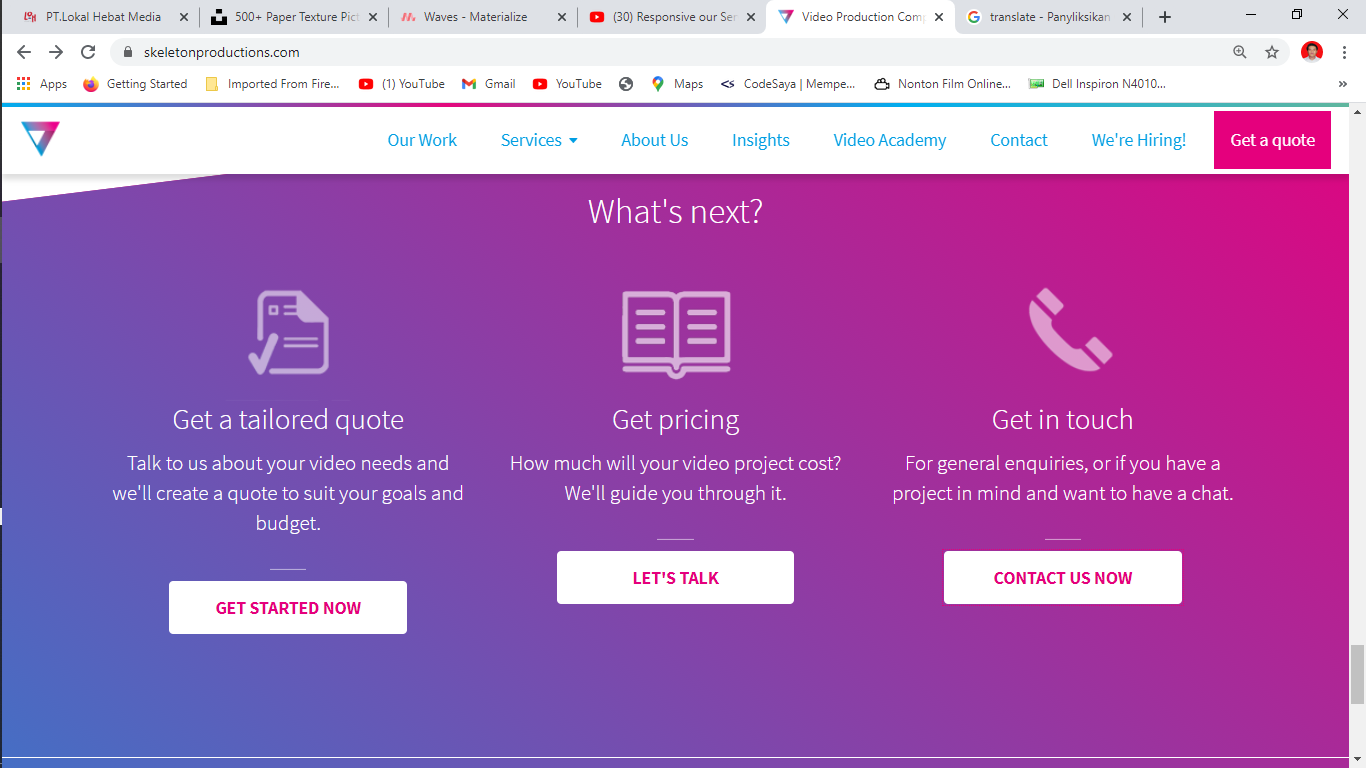 PT.Lokal Hebat Media
500+ Paper Texture Pict
Waves - Materialize
(30) Responsive our Ser
Video Production Comp
translate - Panyliksikan
skeletonproductions.com
Apps
Getting Started
Imported From Fire...
(1) YouTube
Gmail
YouTube
Maps
CodeSaya | Mempe...
Nonton Film Online...
Dell Inspiron N4010...
Our Work
Services
About Us
Insights
Video Academy
Contact
We're Hiring!
Get a quote
What's next?
Get a tailored quote
Talk to us about your video needs and
we'll create a quote to suit your goals and
budget.
GET STARTED NOW
Get pricing
How much will your video project cost?
We'll guide you through it.
LET'S TALK
Get in touch
For general enquiries, or if you have a
project in mind and want to have a chat.
CONTACT US NOW